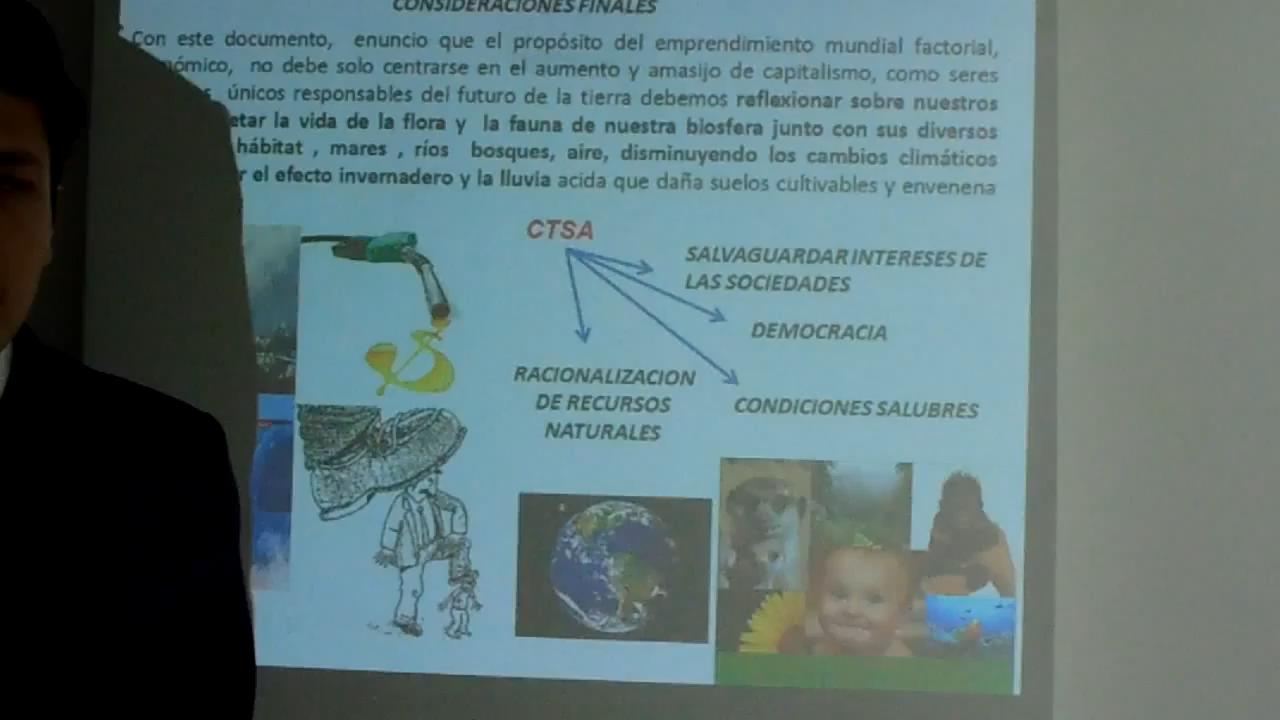 CONSIDERACIONES FINALES
Con este documento, enuncio que el propósito del emprendimiento mundial factorial,
no debe solo centrarse en el aumento y amasijo de capitalismo, como seres
únicos responsables del futuro de la tierra debemos reflexionar sobre nuestros
la vida de la flora y la fauna de nuestra biosfera junto con sus diversos
hábitat , mares , ríos bosques, aire, disminuyendo los cambios climáticos
el efecto invernadero y la lluvia acida que daña suelos cultivables y envenena
CTSA
SALVAGUARDAR INTERESES DE
LAS SOCIEDADES
DEMOCRACIA
RACIONALIZACION
DE RECURSOS
NATURALES
CONDICIONES SALUBRES